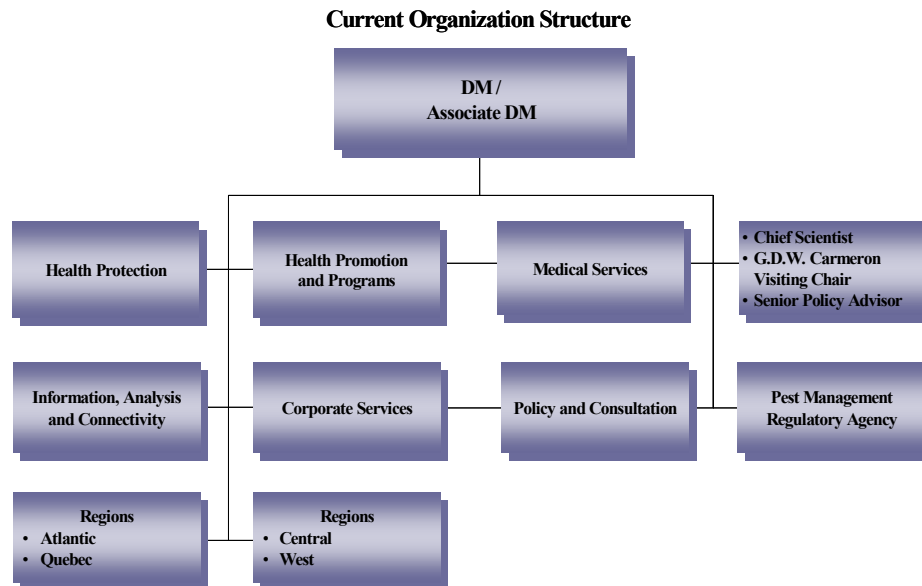 Current Organization Structure
DM /
Associate DM
Health Protection
Health Promotion
and Programs
Medical Services
• Chief Scientist
• G.D.W. Carmeron
Visiting Chair
• Senior Policy Advisor
Information, Analysis
and Connectivity
Corporate Services
Policy and Consultation
Pest Management
Regulatory Agency
Regions
• Atlantic
• Quebec
Regions
• Central
• West